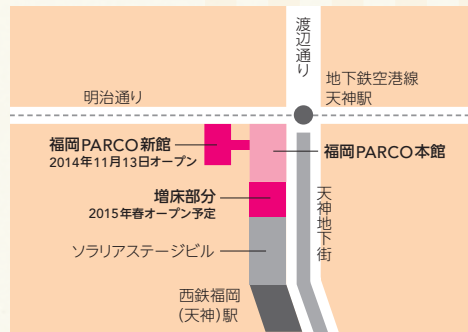 渡辺通り
地下鉄空港線
天神駅
明治通り
福岡PARCO新館
2014年11月13日オープン
福岡PARCO本館
増床部分
2015年春オープン予定
天神地下街
ソラリアステージビル
西鉄福岡
(天神)駅